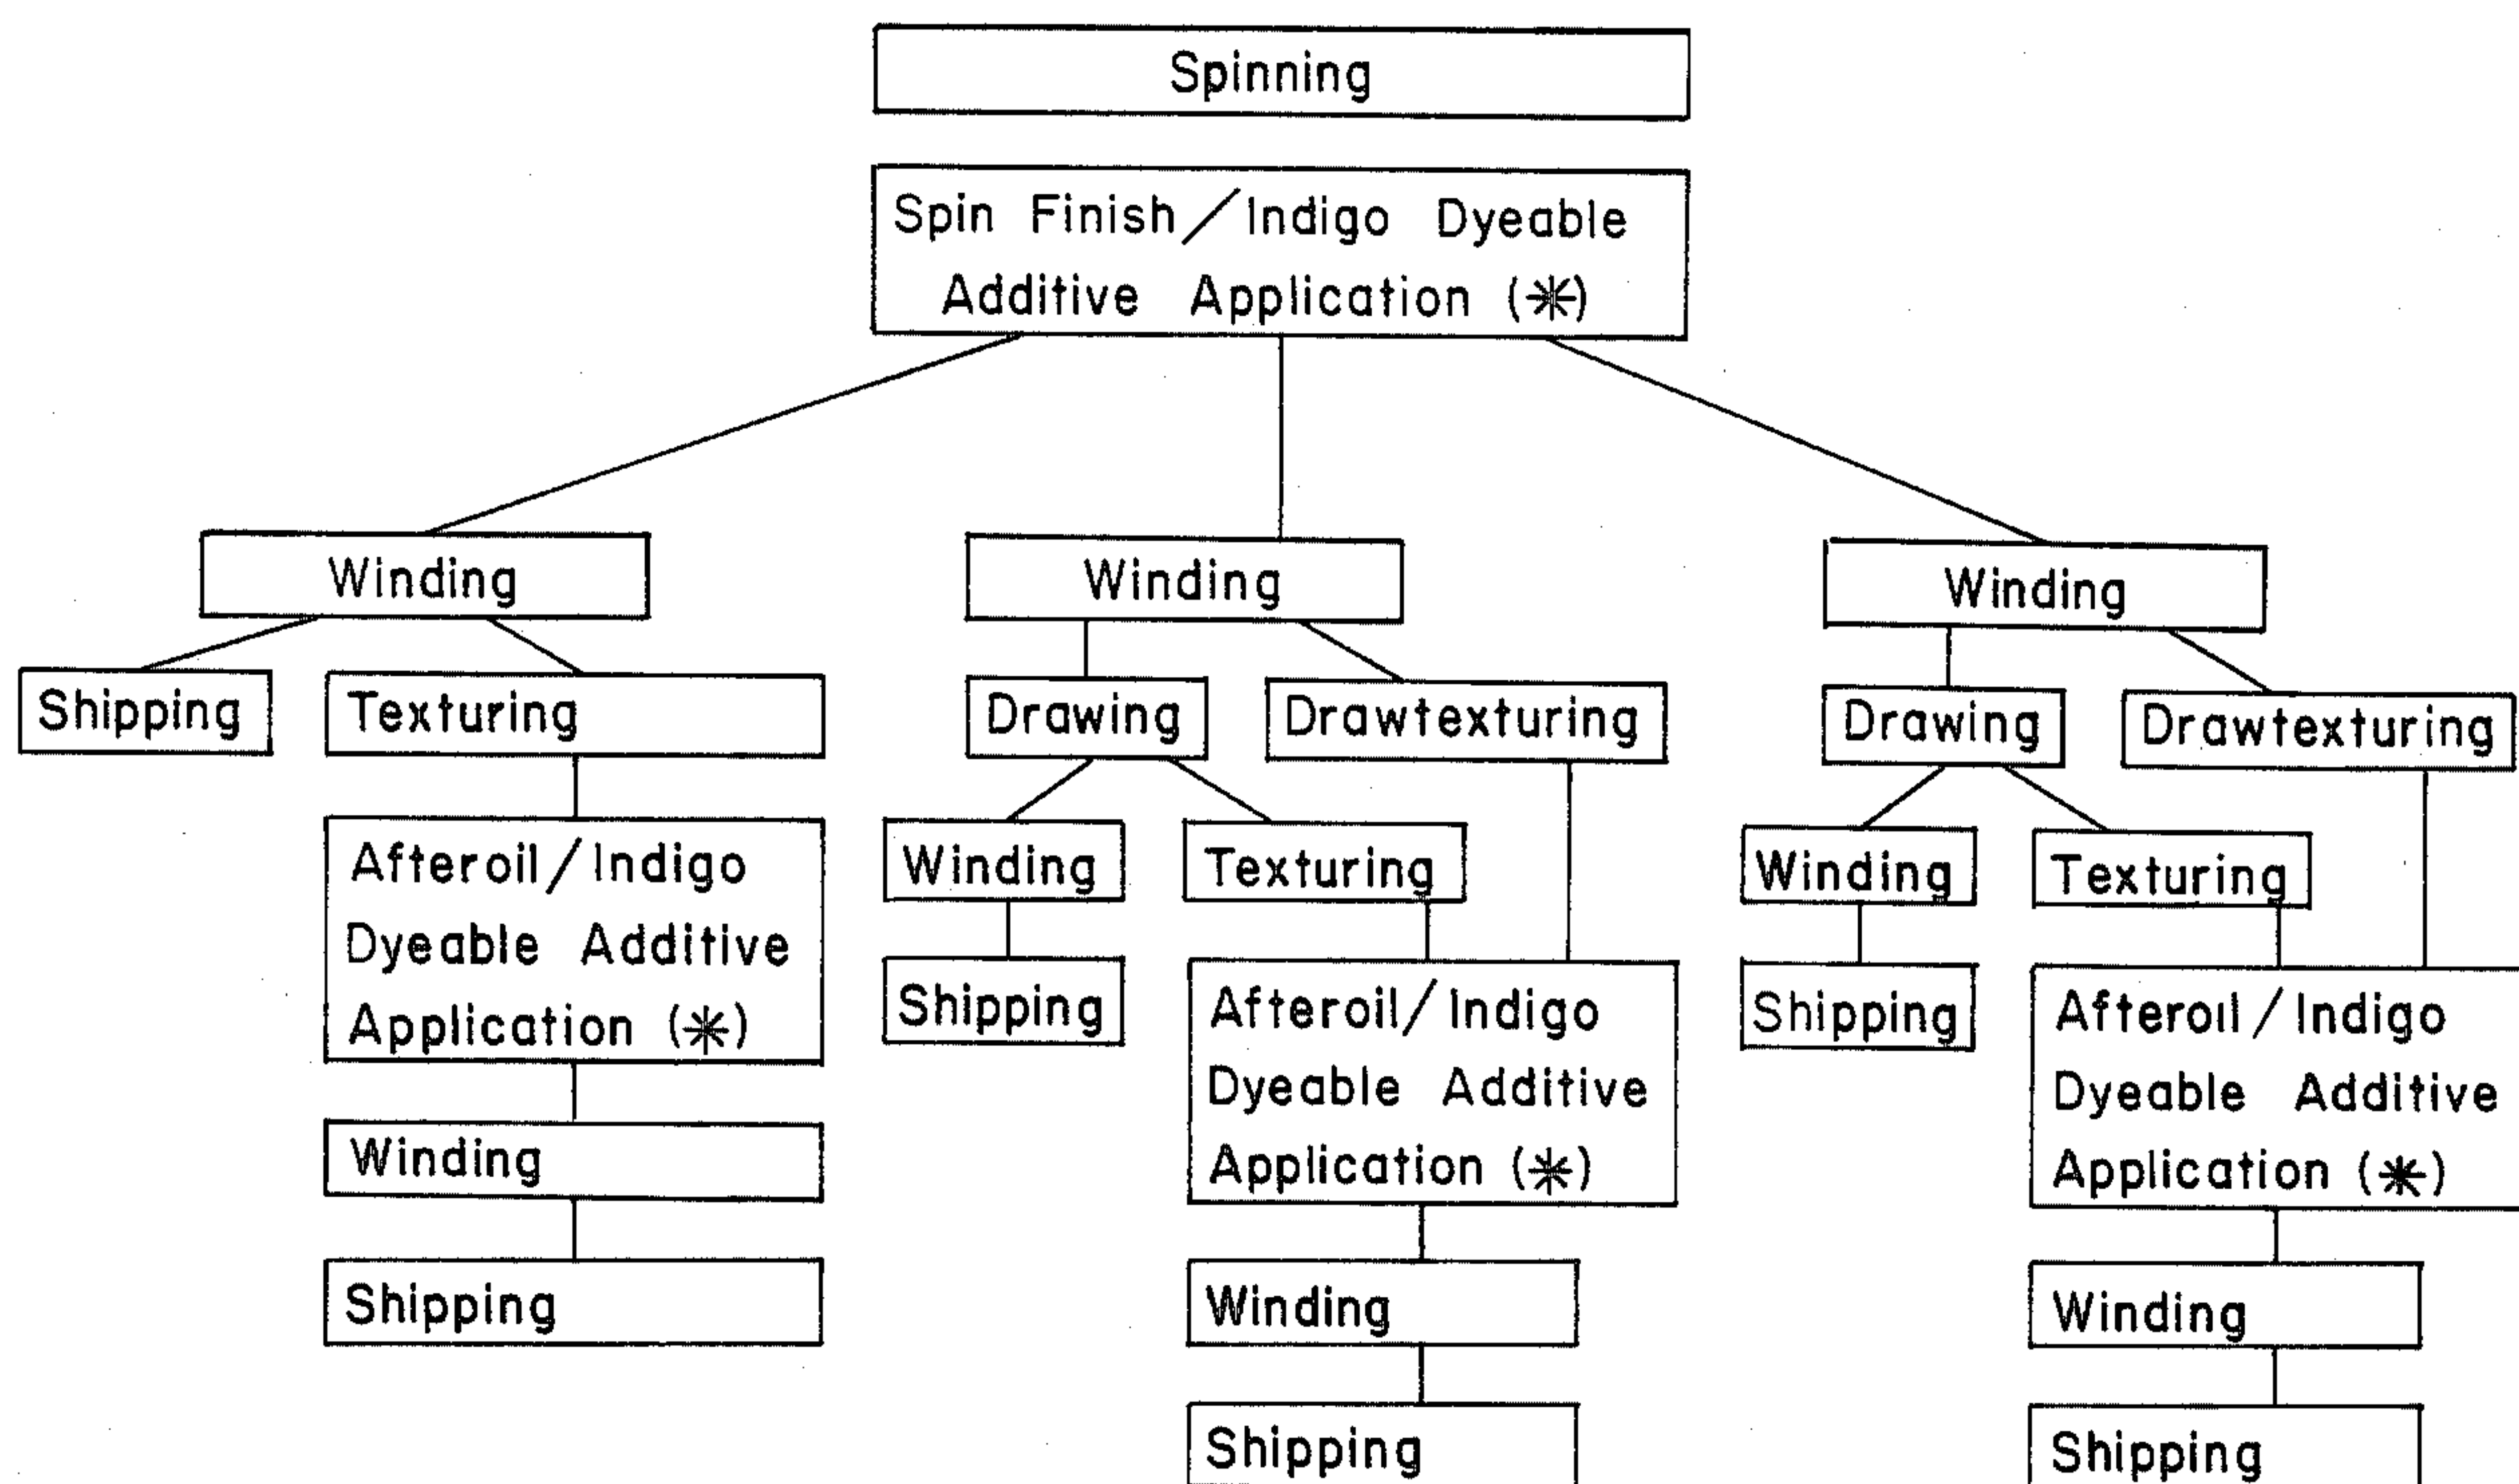 Spinning
Spin Finish/Indigo Dyeable
Additive Application (*)
Winding
Winding
Winding
Shipping
Texturing
Drawing
Drawtexturing
Drawing
Drawtexturing
Afteroil/Indigo
Dyeable Additive
Application (*)
Winding
Texturing
Winding
Texturing
Shipping
Afteroil/Indigo
Dyeable Additive
Application (*)
Shipping
Afteroil/Indigo
Dyeable Additive
Application (*)
Winding
Shipping
Winding
Shipping
Winding
Shipping